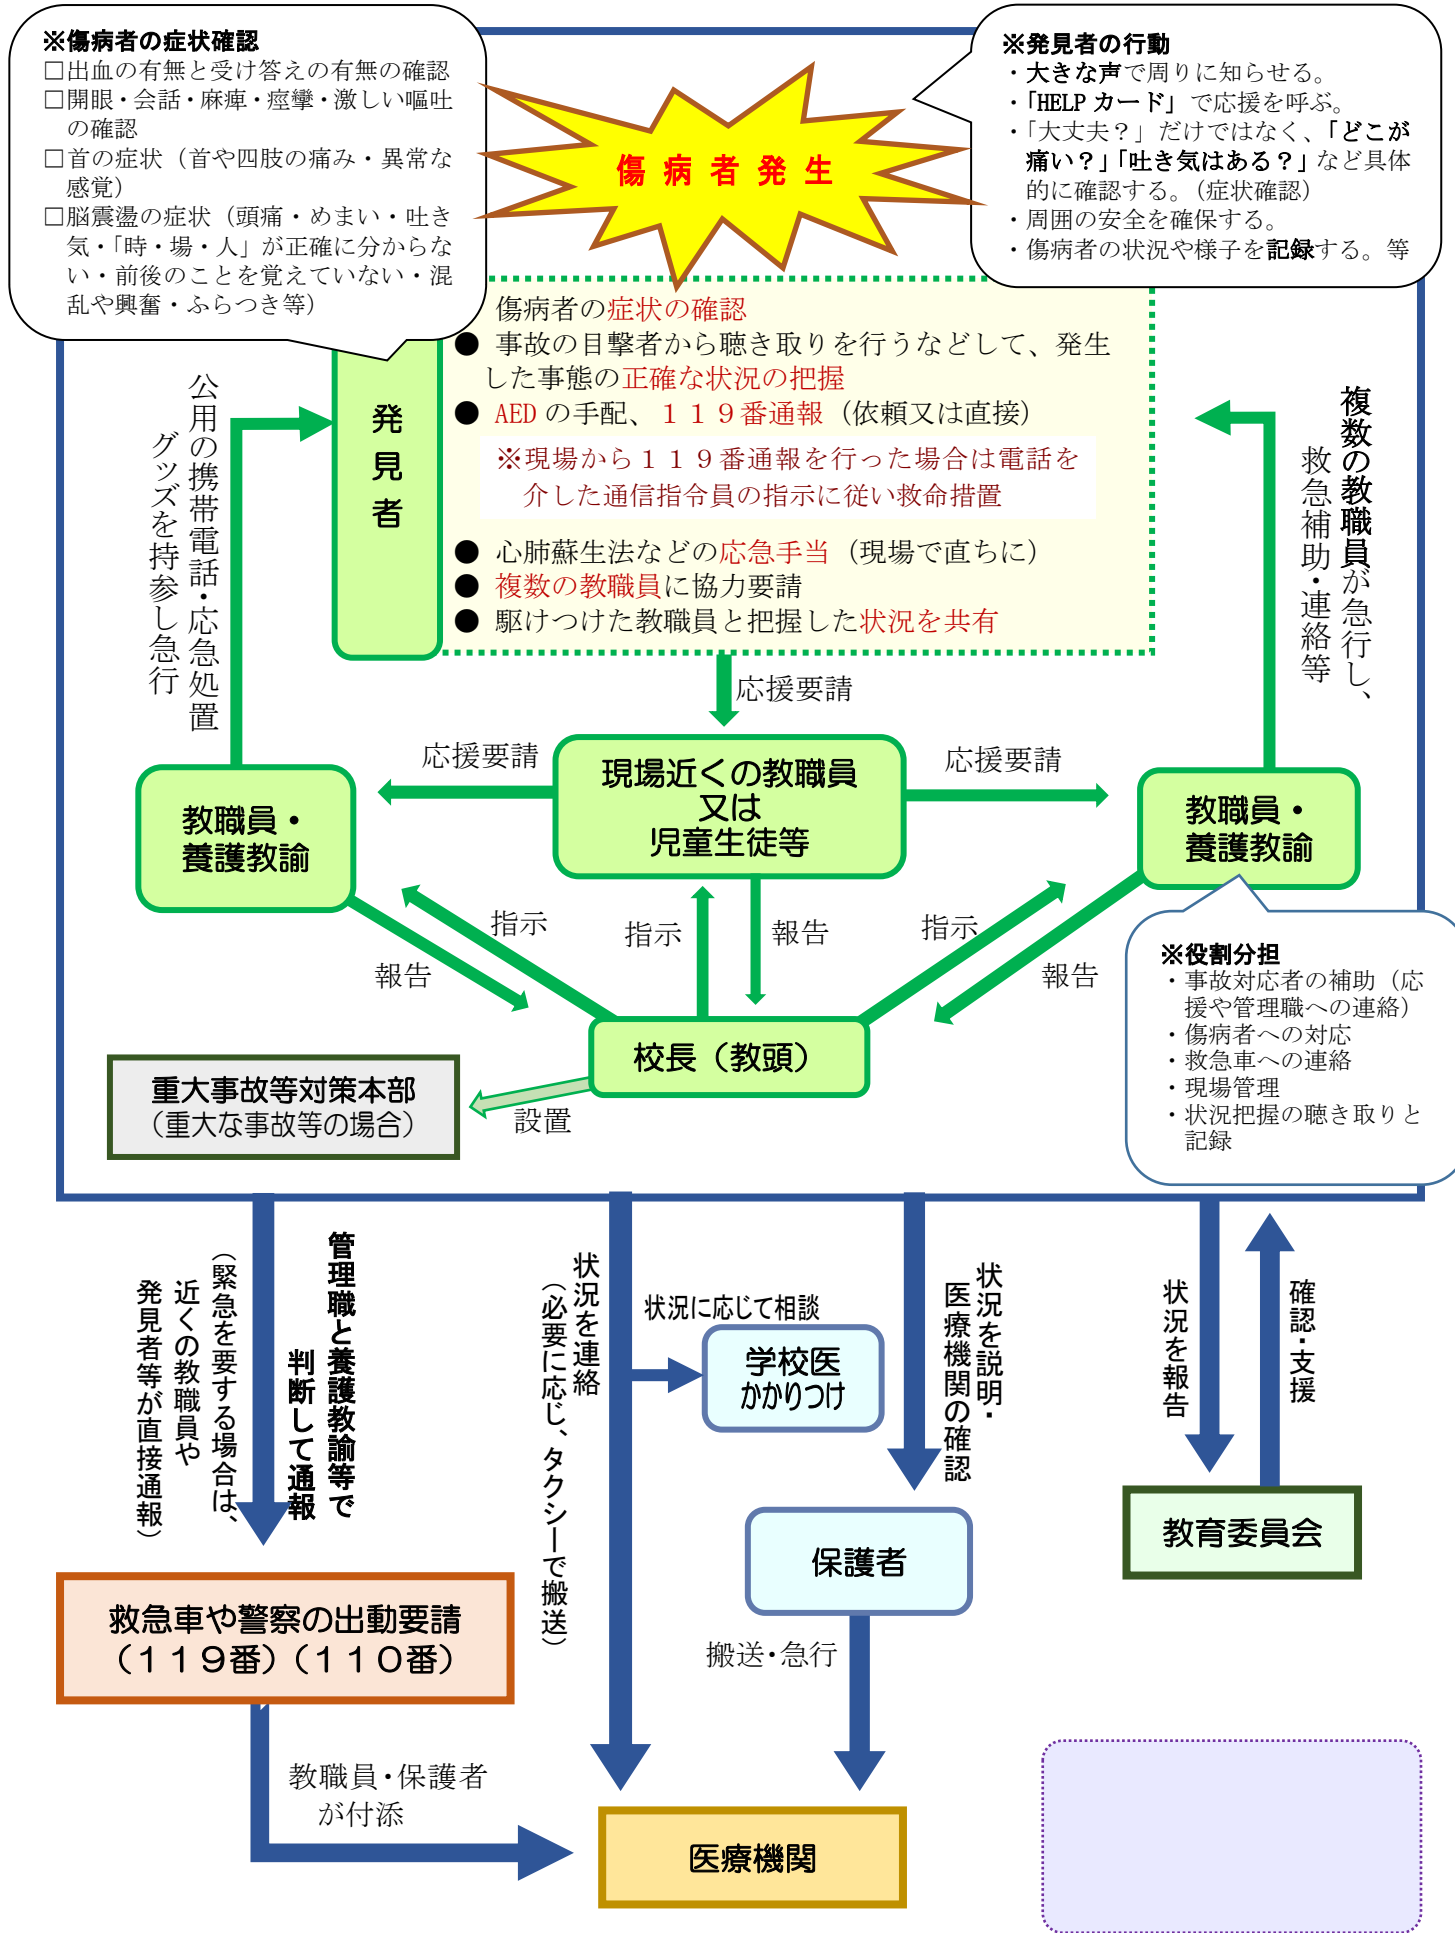 ※傷病者の症状確認
□出血の有無と受け答えの有無の確認
□開眼・会話・麻痺・痙攣・激しい嘔吐
の確認
□首の症状（首や四肢の痛み・異常な
感覚）
□脳震盪の症状（頭痛・めまい・吐き
気・「時・場・人」が正確に分からな
い・前後のことを覚えていない・混
乱や興奮・ふらつき等）
傷病者発生
※発見者の行動
・大きな声で周りに知らせる。
・「HELPカード」で応援を呼ぶ。
・「大丈夫？」だけではなく、「どこが
痛い？」「吐き気はある？」など具体
的に確認する。（症状確認）
・周囲の安全を確保する。
・傷病者の状況や様子を記録する。等
発見者
傷病者の症状の確認
● 事故の目撃者から聴き取りを行うなどして、発生
した事態の正確な状況の把握
● AEDの手配、１１９番通報（依頼又は直接）
※現場から１１９番通報を行った場合は電話を
介した通信指令員の指示に従い救命措置
● 心肺蘇生法などの応急手当（現場で直ちに）
● 複数の教職員に協力要請
● 駆けつけた教職員と把握した状況を共有
公用の携帯電話・応急処置
グッズを持参し急行
複数の教職員が急行し、
救急補助・連絡等
応援要請
応援要請
応援要請
現場近くの教職員
又は
児童生徒等
教職員・
養護教諭
教職員・
養護教諭
指示
報告
指示
報告
指示
報告
校長（教頭）
重大事故等対策本部
（重大な事故等の場合）
設置
※役割分担
・事故対応者の補助（応
援や管理職への連絡）
・傷病者への対応
・救急車への連絡
・現場管理
・状況把握の聴き取りと
記録
管理職と養護教諭等で
判断して通報
（緊急を要する場合は、
近くの教職員や
発見者等が直接通報）
状況を連絡
（必要に応じ、タクシーで搬送）
状況に応じて相談
学校医
かかりつけ
状況を説明・
医療機関の確認
状況を報告
確認・支援
教育委員会
保護者
搬送・急行
救急車や警察の出動要請
（１１９番）（１１０番）
教職員・保護者
が付添
医療機関